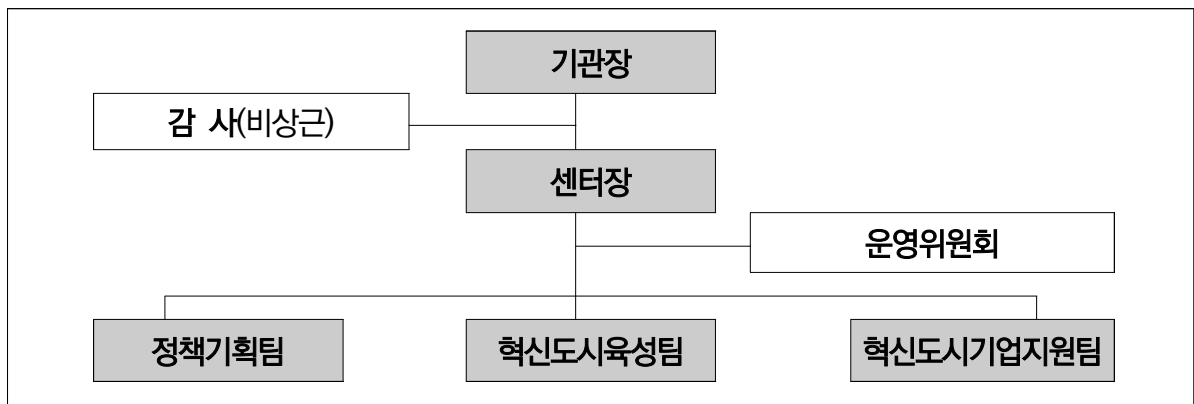 기관장
감 사(비상근)
센터장
운영위원회
정책기획팀
혁신도시육성팀
혁신도시기업지원팀